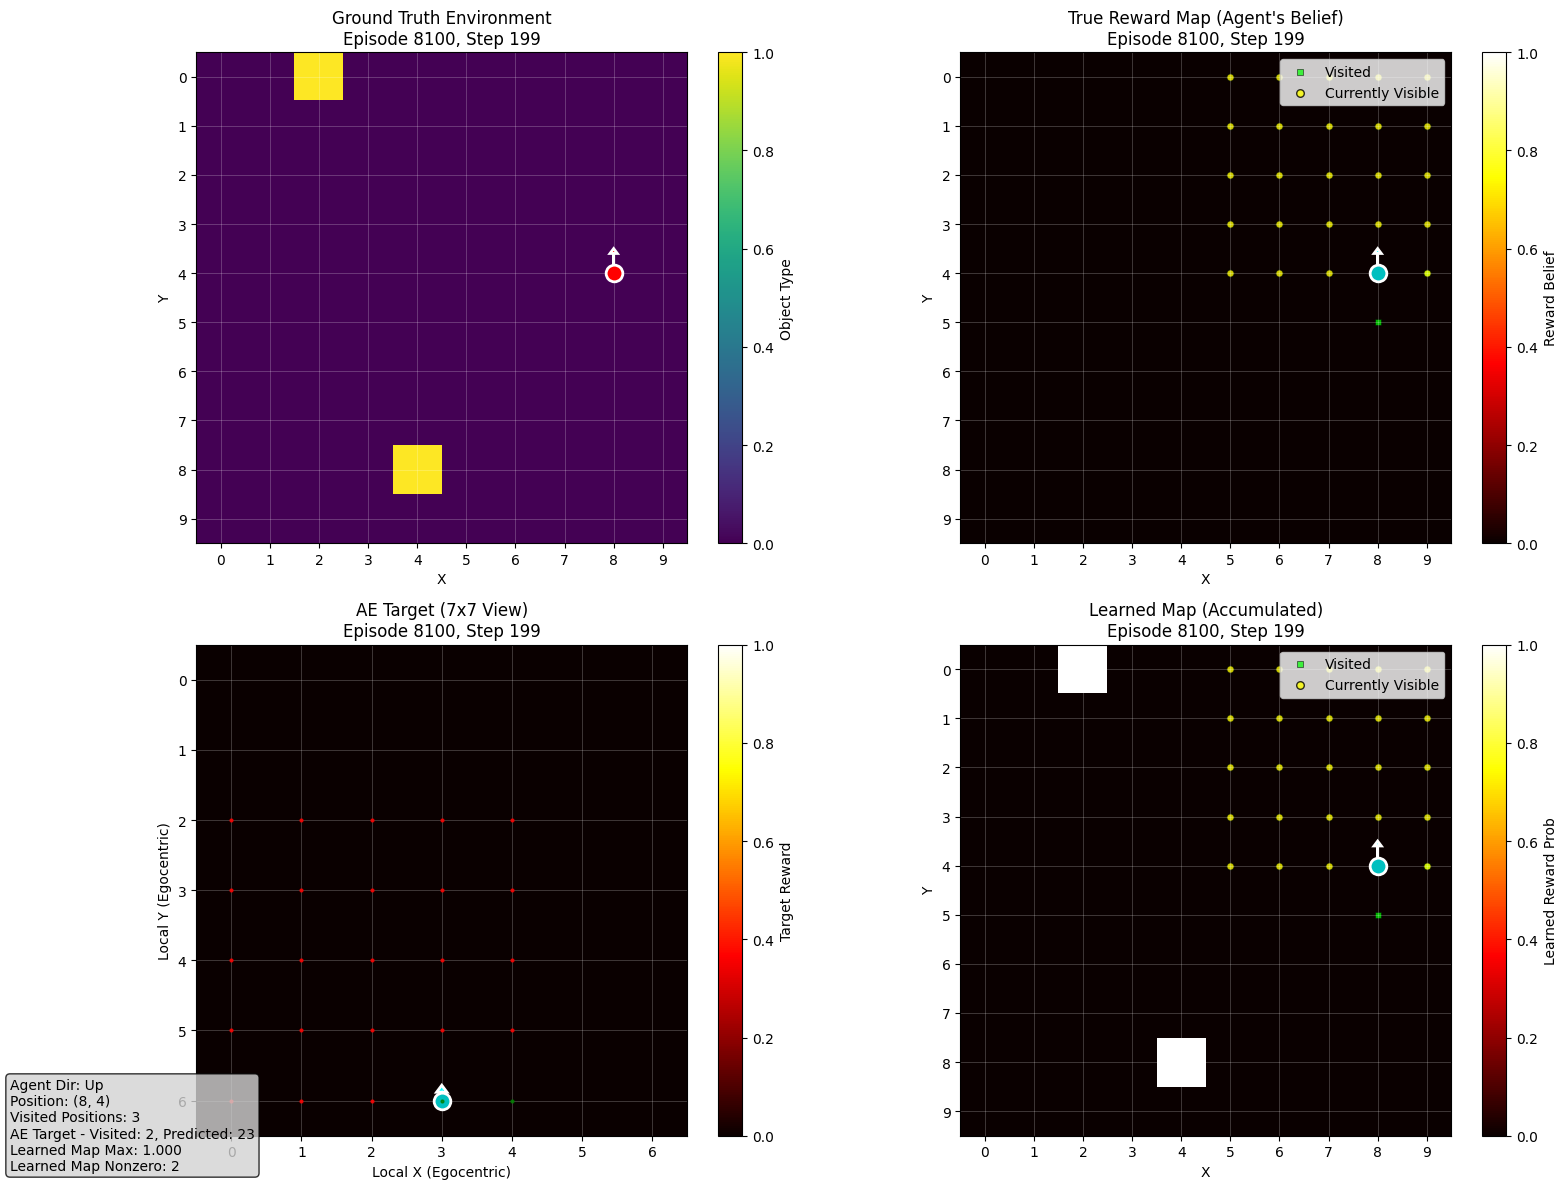 Ground Truth Environment
Episode 8100, Step 199
0
1
2
3
4
5
6
7
8
9
Y
0 1 2 3 4 5 6 7 8 9
X
1.0
0.8
0.6
0.4
0.2
0.0
Object Type
True Reward Map (Agent's Belief)
Episode 8100, Step 199
Visited
Currently Visible
0
1
2
3
4
5
6
7
8
9
Y
0 1 2 3 4 5 6 7 8 9
X
1.0
0.8
0.6
0.4
0.2
0.0
Reward Belief
AE Target (7x7 View)
Episode 8100, Step 199
0
1
2
3
4
5
6
Local Y (Egocentric)
0 1 2 3 4 5 6
Local X (Egocentric)
1.0
0.8
0.6
0.4
0.2
0.0
Target Reward
Learned Map (Accumulated)
Episode 8100, Step 199
Visited
Currently Visible
0
1
2
3
4
5
6
7
8
9
Y
0 1 2 3 4 5 6 7 8 9
X
1.0
0.8
0.6
0.4
0.2
0.0
Learned Reward Prob
Agent Dir: Up
Position: (8, 4)
Visited Positions: 3
AE Target - Visited: 2, Predicted: 23
Learned Map Max: 1.000
Learned Map Nonzero: 2